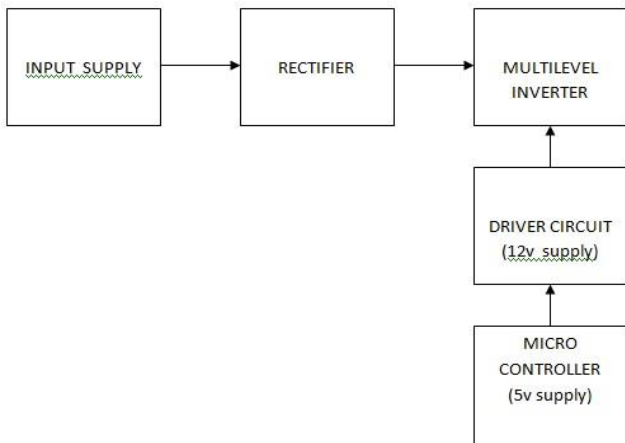 INPUT SUPPLY
RECTIFIER
MULTILEVEL
INVERTER
DRIVER CIRCUIT
(12v supply)
MICRO
CONTROLLER
(5v supply)